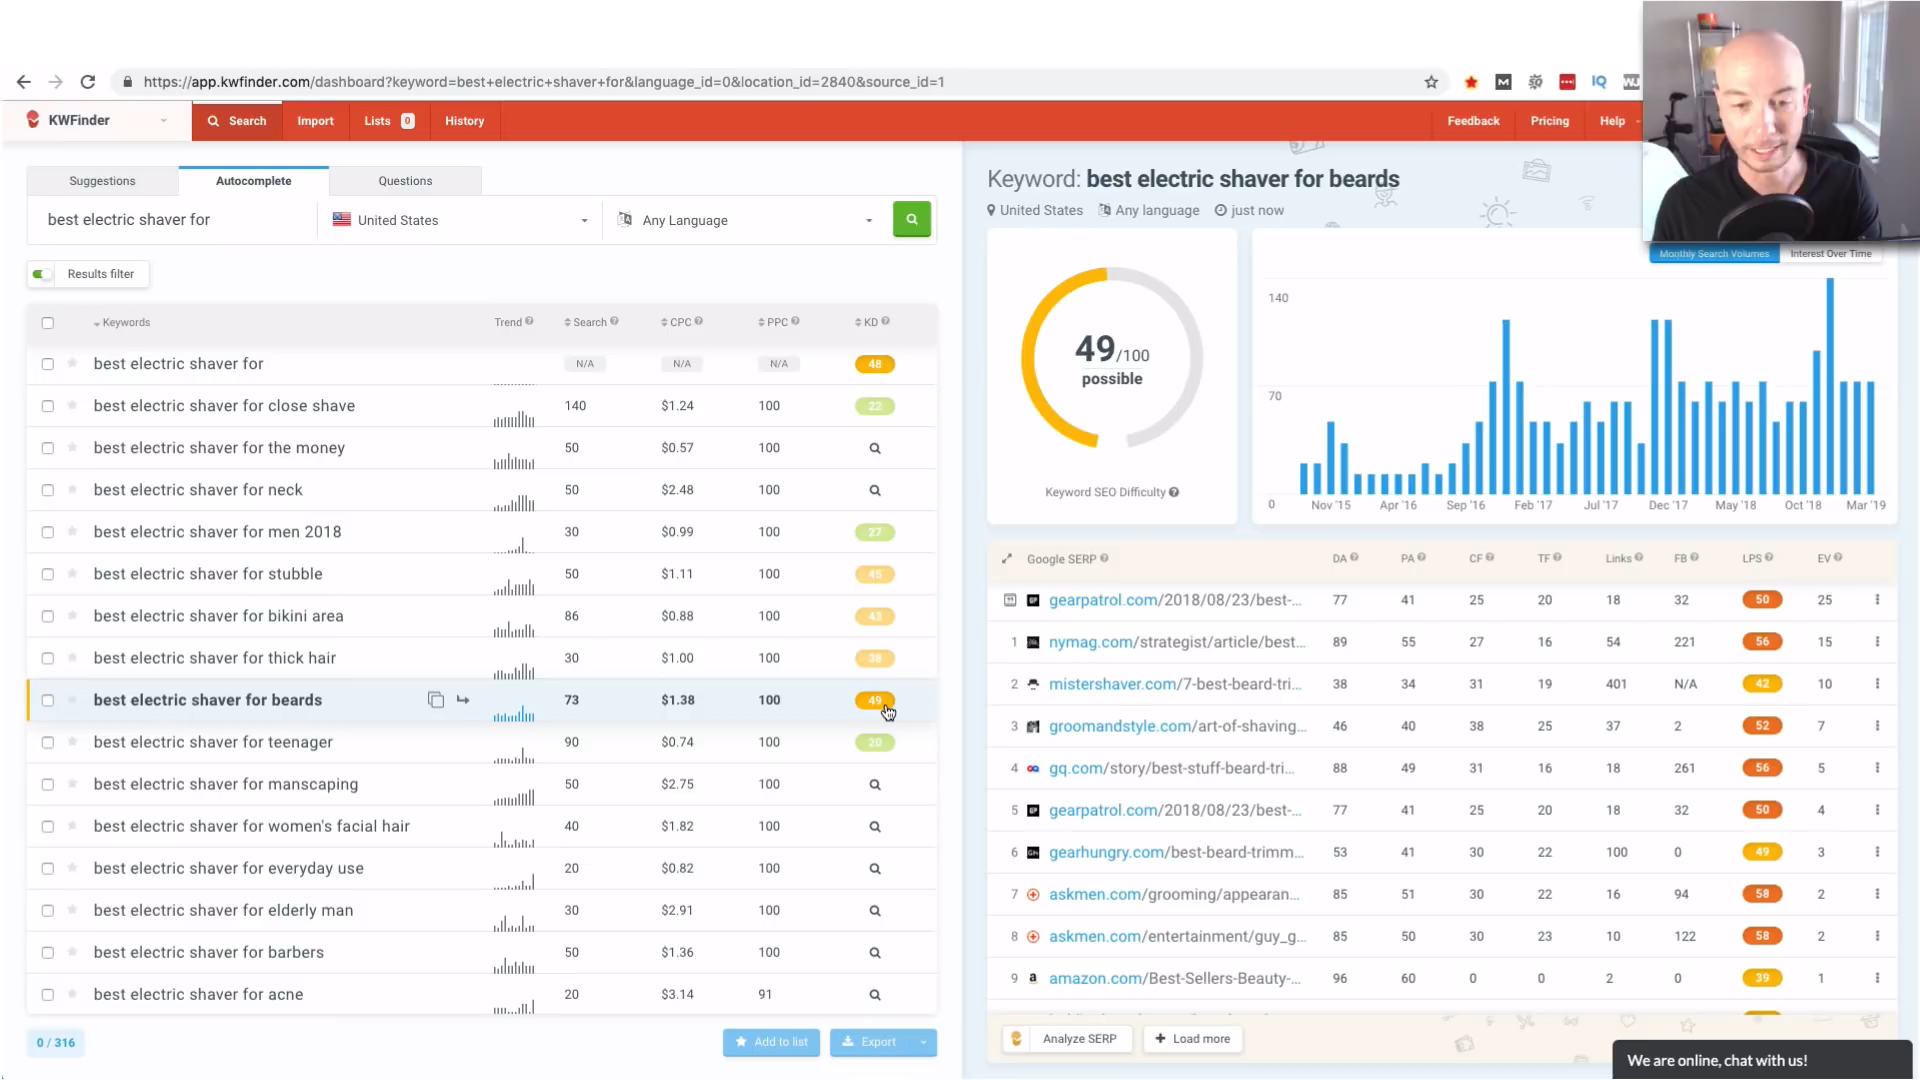 https://app.kwfinder.com/dashboard?keyword=best+electric+shaver+for&language_id=0&location_id=2840&source_id=1
KWFinder Search Import Lists 0 History Feedback Pricing Help
Suggestions Autocomplete Questions
best electric shaver for United States Any Language
Results filter
Keywords Trend Search CPC PPC KD
best electric shaver for N/A N/A N/A 48
best electric shaver for close shave 140 $1.24 100 22
best electric shaver for the money 50 $0.57 100
best electric shaver for neck 50 $2.48 100
best electric shaver for men 2018 30 $0.99 100 27
best electric shaver for stubble 50 $1.11 100 45
best electric shaver for bikini area 86 $0.88 100 43
best electric shaver for thick hair 30 $1.00 100 38
best electric shaver for beards 73 $1.38 100 49
best electric shaver for teenager 90 $0.74 100 20
best electric shaver for manscaping 50 $2.75 100
best electric shaver for women's facial hair 40 $1.82 100
best electric shaver for everyday use 20 $0.82 100
best electric shaver for elderly man 30 $2.91 100
best electric shaver for barbers 50 $1.36 100
best electric shaver for acne 20 $3.14 91
0 / 316 Add to list Export
Keyword: best electric shaver for beards
United States Any language just now
49/100
possible
Keyword SEO Difficulty
Monthly Search Volumes Interest Over Time
140
70
0
Nov '15 Apr '16 Sep '16 Feb '17 Jul '17 Dec '17 May '18 Oct '18 Mar '19
Google SERP DA PA CF TF Links FB LPS EV
gearpatrol.com/2018/08/23/best-... 77 41 25 20 18 32 50 25
1 nymag.com/strategist/article/best... 89 55 27 16 54 221 56 15
2 mistershaver.com/7-best-beard-tri... 38 34 31 19 401 N/A 42 10
3 groomandstyle.com/art-of-shaving... 46 40 38 25 37 2 52 7
4 gq.com/story/best-stuff-beard-tri... 88 49 31 16 18 261 56 5
5 gearpatrol.com/2018/08/23/best-... 77 41 25 20 18 32 50 4
6 gearhungry.com/best-beard-trimm... 53 41 30 22 100 0 49 3
7 askmen.com/grooming/appearan... 85 51 30 22 16 94 58 2
8 askmen.com/entertainment/guy_g... 85 50 30 23 10 122 58 2
9 amazon.com/Best-Sellers-Beauty-... 96 60 0 0 2 0 39 1
Analyze SERP + Load more
We are online, chat with us!